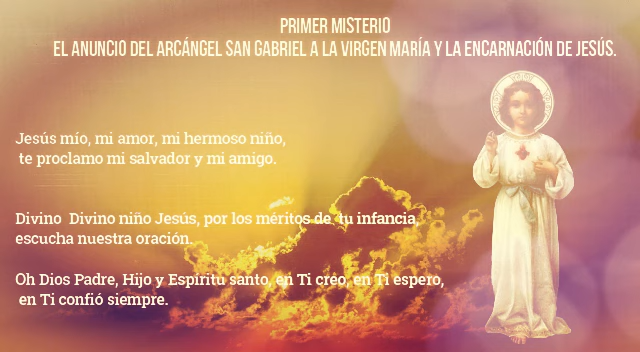 PRIMER MISTERIO
EL ANUNCIO DEL ARCÁNGEL SAN GABRIEL A LA VIRGEN MARÍA Y LA ENCARNACIÓN DE JESÚS.
Jesús mío, mi amor, mi hermoso niño,
te proclamo mi salvador y mi amigo.
Divino Divino niño Jesús, por los méritos de tu infancia,
escucha nuestra oración.
Oh Dios Padre, Hijo y Espíritu santo, en Ti creo, en Ti espero,
en Ti confió siempre.